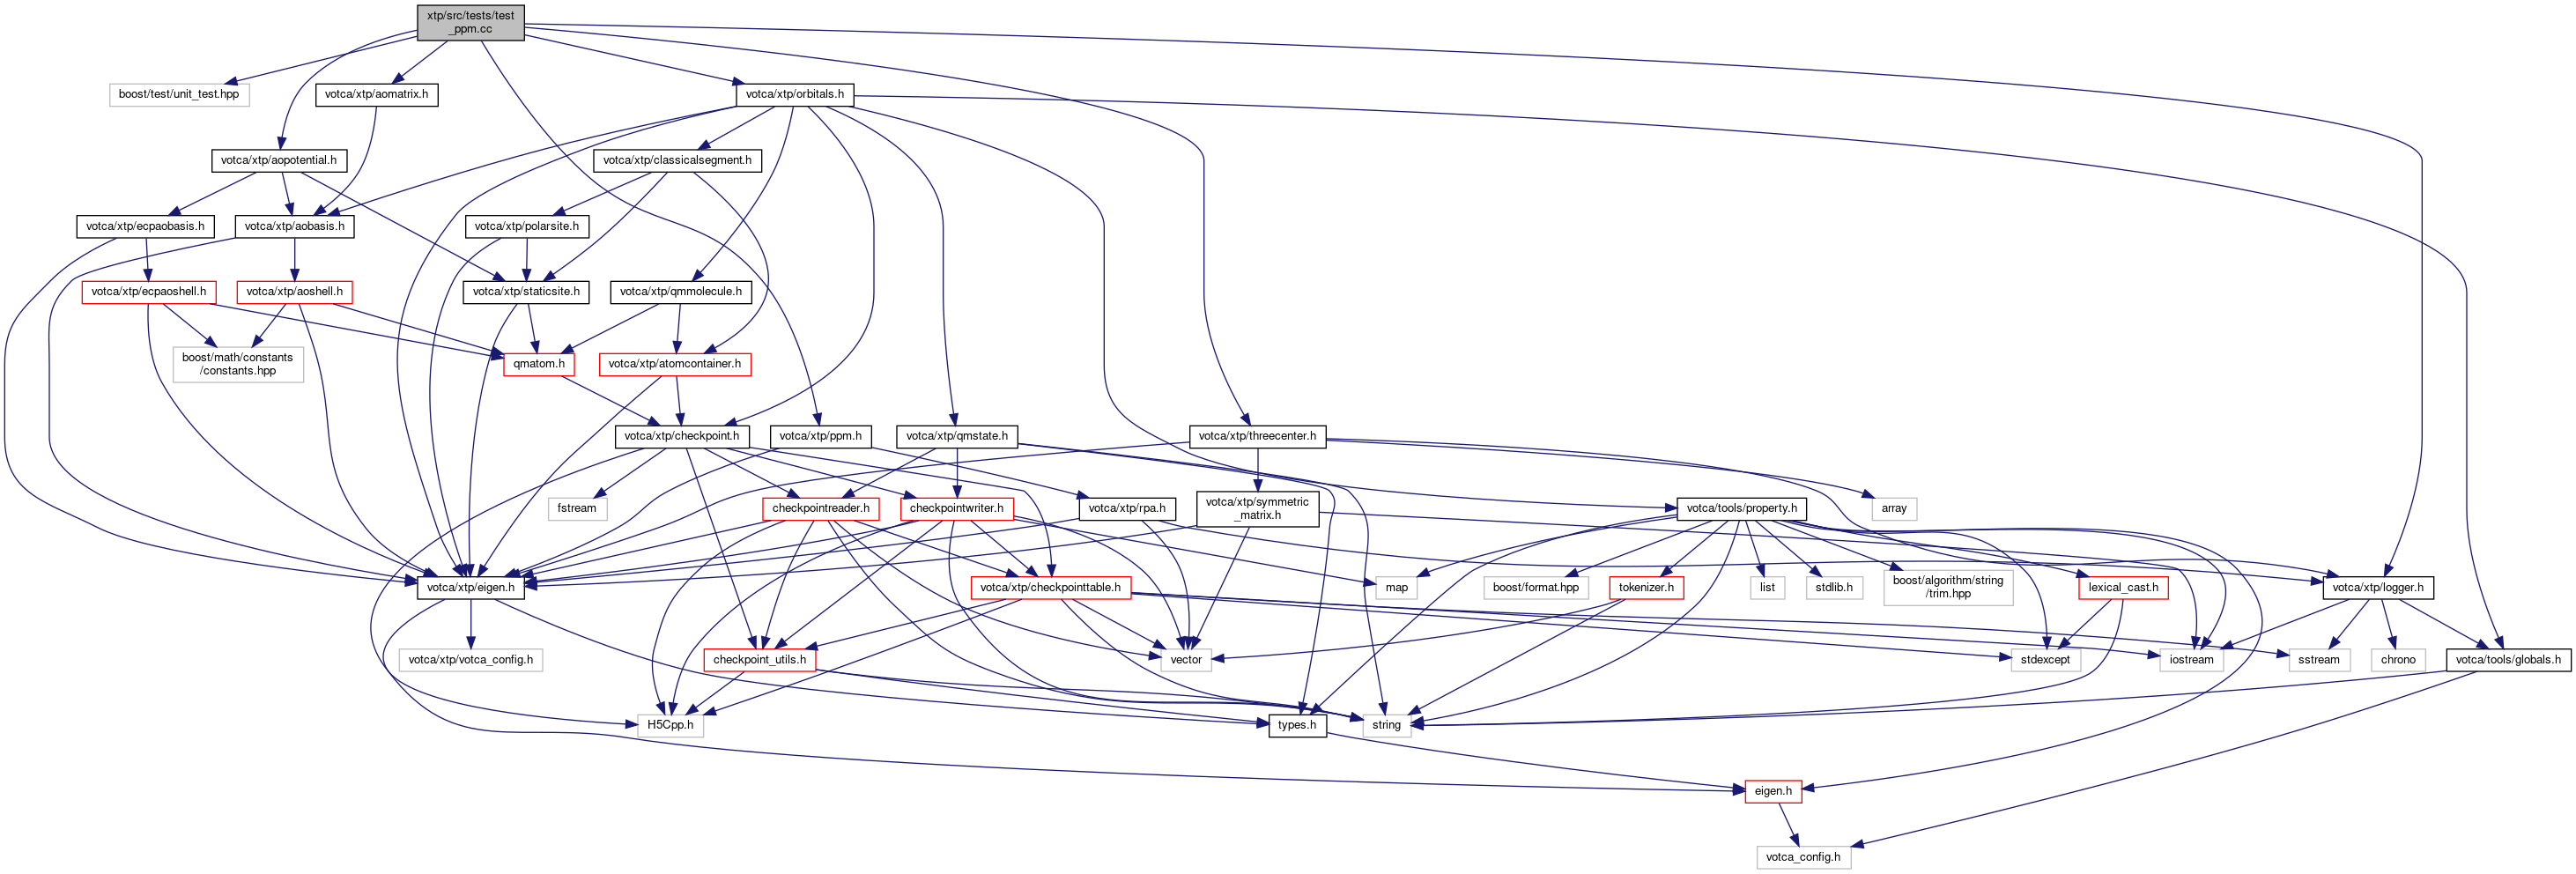 xtp/src/tests/test
_ppm.cc
boost/test/unit_test.hpp
votca/xtp/aomatrix.h
votca/xtp/orbitals.h
votca/xtp/aopotential.h
votca/xtp/classicalsegment.h
votca/xtp/ecpaobasis.h
votca/xtp/aobasis.h
votca/xtp/polarsite.h
votca/xtp/ecpaoshell.h
votca/xtp/aoshell.h
votca/xtp/staticsite.h
votca/xtp/qmmolecule.h
boost/math/constants
/constants.hpp
qmatom.h
votca/xtp/atomcontainer.h
votca/xtp/checkpoint.h
votca/xtp/ppm.h
votca/xtp/qmstate.h
votca/xtp/threecenter.h
fstream
checkpointreader.h
checkpointwriter.h
votca/xtp/rpa.h
votca/xtp/symmetric
_matrix.h
votca/tools/property.h
array
votca/xtp/eigen.h
votca/xtp/checkpointtable.h
map
boost/format.hpp
tokenizer.h
list
stdlib.h
boost/algorithm/string
/trim.hpp
lexical_cast.h
votca/xtp/logger.h
votca/xtp/votca_config.h
checkpoint_utils.h
vector
stdexcept
iostream
sstream
chrono
votca/tools/globals.h
H5Cpp.h
types.h
string
eigen.h
votca_config.h